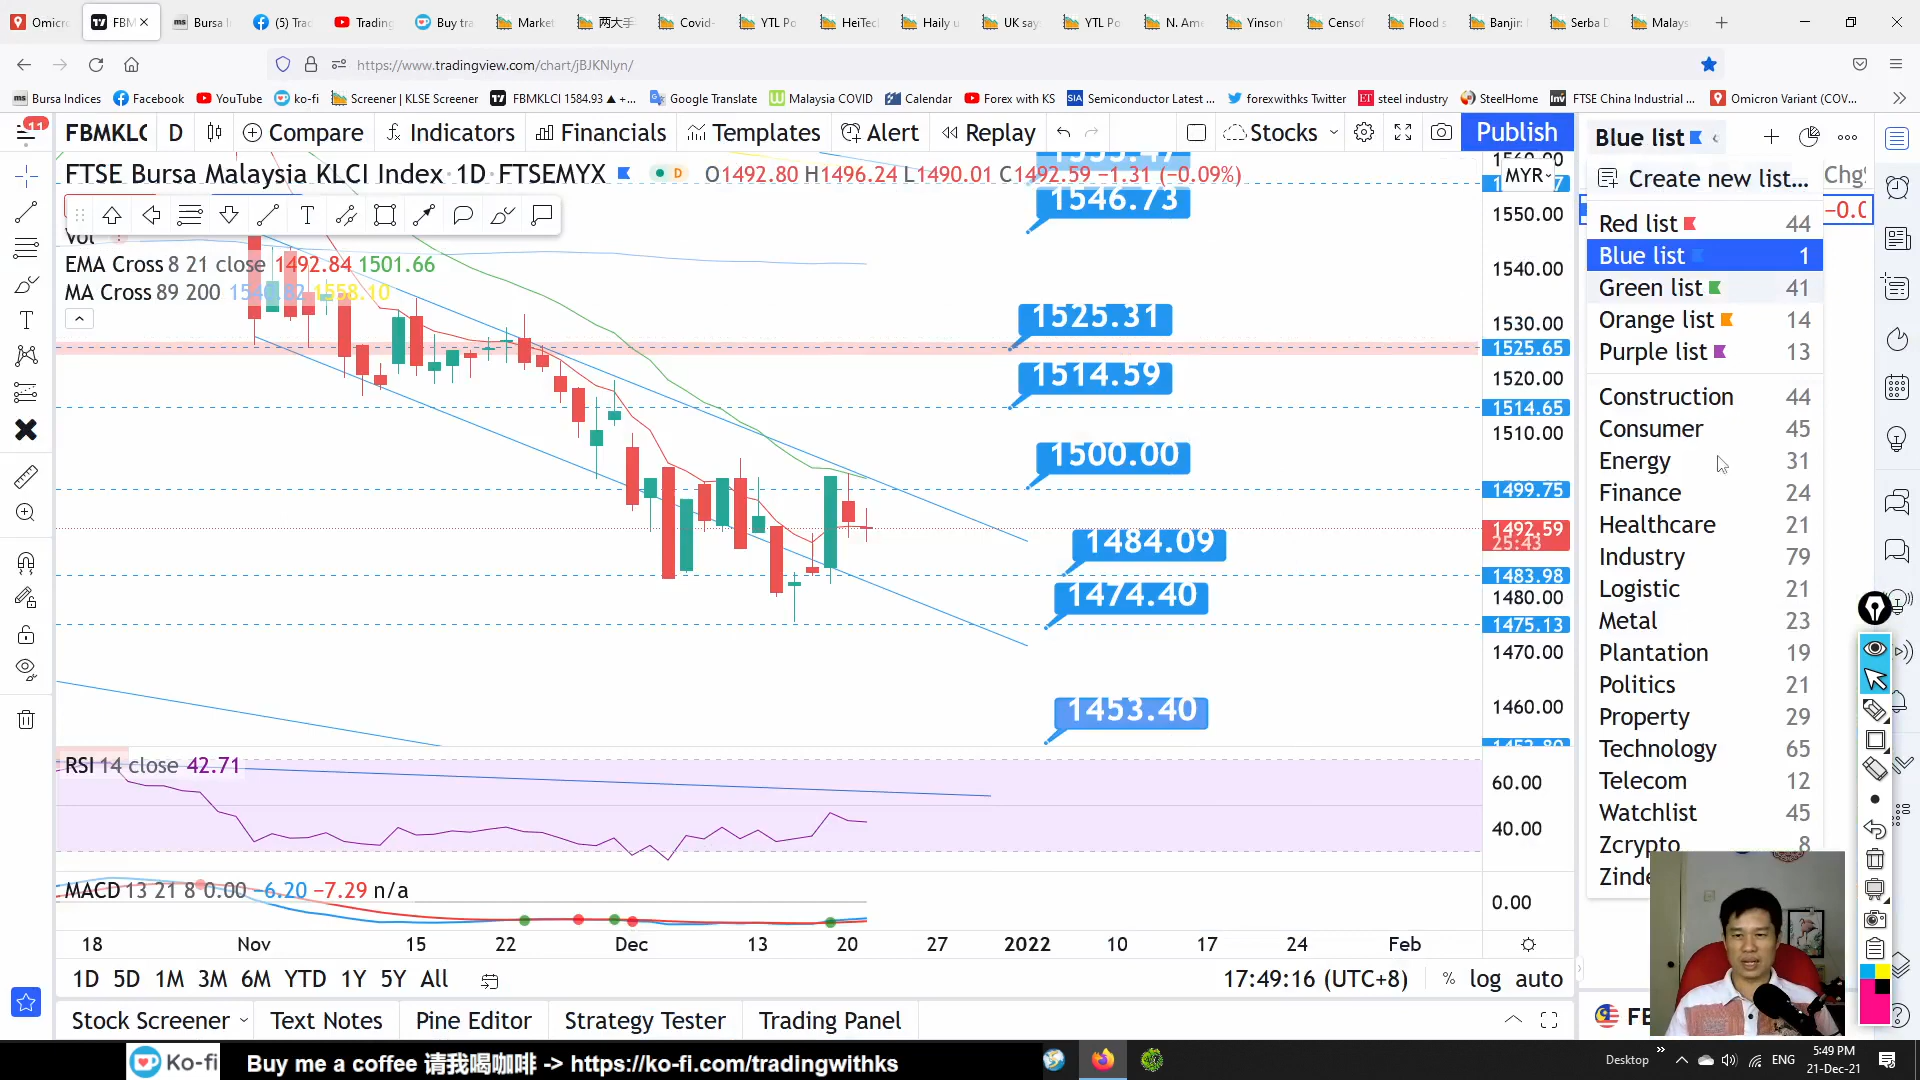 Omicro
FBM
Bursa I
(5) Tra
Trading
Buy tra
Market
两大手
Covid-
YTL Po
HeiTec
Haily u
UK say
YTL Po
N. Ame
Yinson
Censof
Flood s
Banjir:
Serba D
Malays
https://www.tradingview.com/chart/jBJKNlyn/
Bursa Indices
Facebook
YouTube
ko-fi
Screener | KLSE Screener
FBMKLCI 1584.93 ▲ +...
Google Translate
Malaysia COVID
Calendar
Forex with KS
Semiconductor Latest ...
forexwithks Twitter
steel industry
SteelHome
FTSE China Industrial ...
Omicron Variant (COV...
11
FBMKLC
D
Compare
Indicators
Financials
Templates
Alert
Replay
Stocks
Publish
Blue list
FTSE Bursa Malaysia KLCI Index · 1D · FTSEMYX
D
O1492.80 H1496.24 L1490.01 C1492.59 −1.31 (−0.09%)
MYR
Create new list...
Chg
−0.0
Vol
EMA Cross 8 21 close 1492.84 1501.66
MA Cross 89 200 1558.10
1546.73
1525.31
1514.59
1500.00
1484.09
1474.40
1453.40
1550.00
1540.00
1530.00
1525.65
1520.00
1514.65
1510.00
1499.75
1492.59
25:43
1483.98
1480.00
1475.13
1470.00
1460.00
Red list 44
Blue list 1
Green list 41
Orange list 14
Purple list 13
Construction 44
Consumer 45
Energy 31
Finance 24
Healthcare 21
Industry 79
Logistic 21
Metal 23
Plantation 19
Politics 21
Property 29
Technology 65
Telecom 12
Watchlist 45
Zcrypto 8
Zinde
RSI 14 close 42.71
60.00
40.00
MACD 13 21 8 0.00 −6.20 −7.29 n/a
0.00
18 Nov 15 22 Dec 13 20 27 2022 10 17 24 Feb
1D 5D 1M 3M 6M YTD 1Y 5Y All
17:49:16 (UTC+8) % log auto
Stock Screener
Text Notes
Pine Editor
Strategy Tester
Trading Panel
FE
Ko-fi
Buy me a coffee 请我喝咖啡 -> https://ko-fi.com/tradingwithks
Desktop
ENG
5:49 PM
21-Dec-21